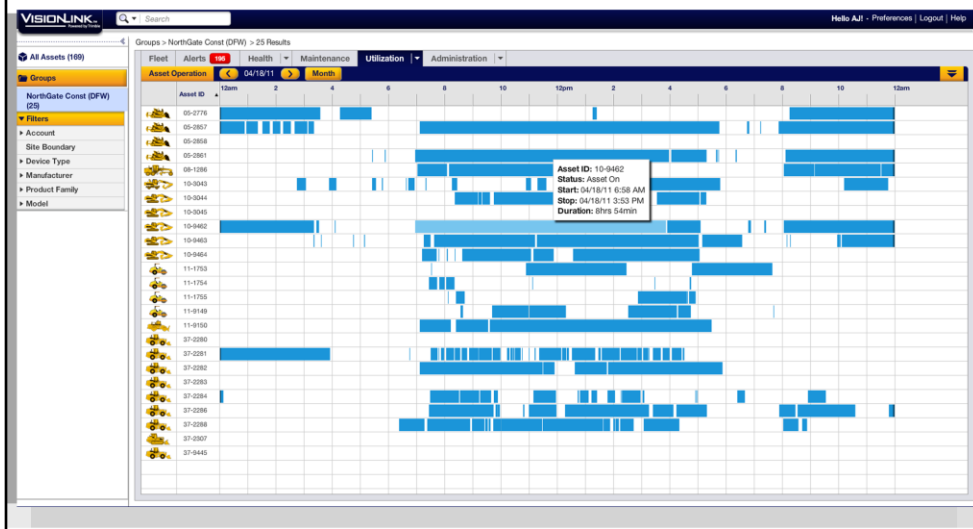 VISIONLINK™
Powered by Trimble
Search
Hello AJ! - Preferences | Logout | Help
All Assets (169)
Groups
NorthGate Const (DFW)
(25)
Filters
Account
Site Boundary
Device Type
Manufacturer
Product Family
Model
Groups > NorthGate Const (DFW) > 25 Results
Fleet Alerts 196 Health Maintenance Utilization Administration
Asset Operation 04/18/11 Month
Asset ID 12am 2 4 6 8 10 12pm 2 4 6 8 10 12am
05-2776
05-2857
05-2858
05-2861
08-1286
10-3043
10-3044
10-3045
10-9462
10-9463
10-9464
11-1753
11-1754
11-1755
11-9149
11-9150
37-2280
37-2281
37-2282
37-2283
37-2284
37-2286
37-2288
37-2307
37-9445
Asset ID: 10-9462
Status: Asset On
Start: 04/18/11 6:58 AM
Stop: 04/18/11 3:53 PM
Duration: 8hrs 54min